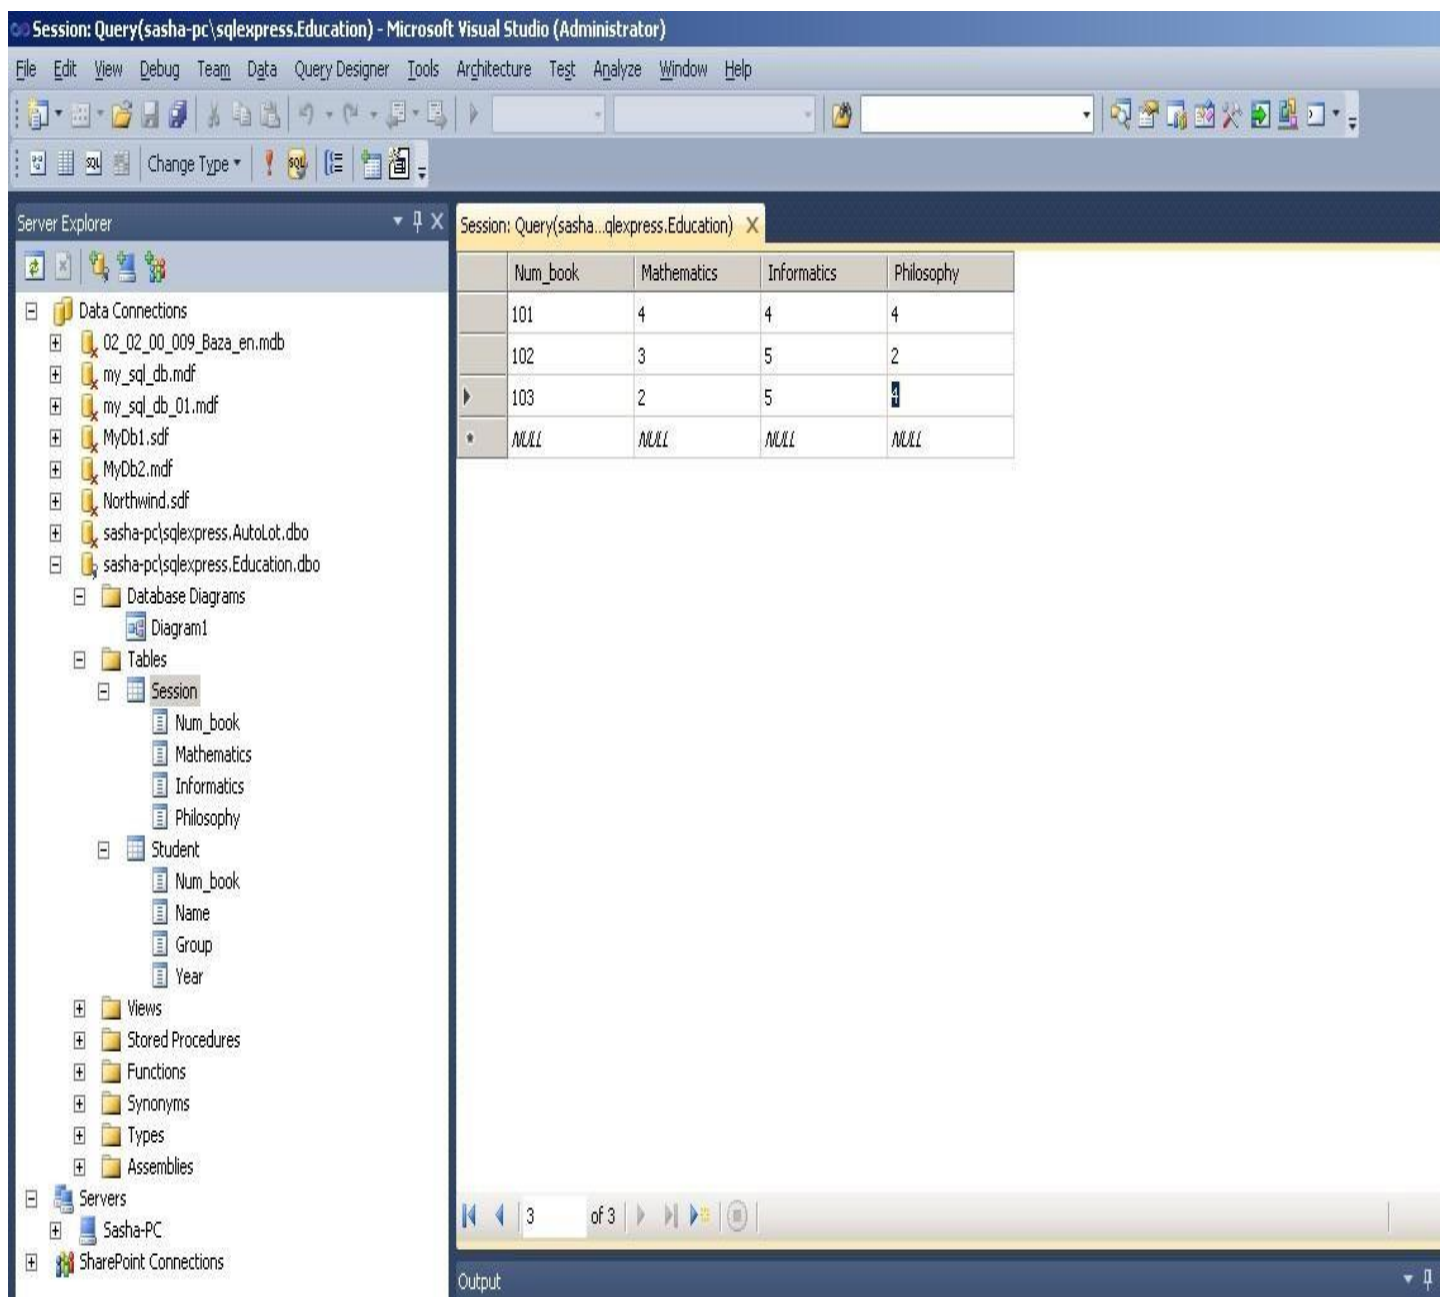 Session: Query(sasha-pc\sqlexpress.Education) - Microsoft Visual Studio (Administrator)
File Edit View Debug Team Data Query Designer Tools Architecture Test Analyze Window Help
SQL Change Type SQL
Server Explorer
Data Connections
02_02_00_009_Baza_en.mdb
my_sql_db.mdf
my_sql_db_01.mdf
MyDb1.sdf
MyDb2.mdf
Northwind.sdf
sasha-pc\sqlexpress.AutoLot.dbo
sasha-pc\sqlexpress.Education.dbo
Database Diagrams
Diagram1
Tables
Session
Num_book
Mathematics
Informatics
Philosophy
Student
Num_book
Name
Group
Year
Views
Stored Procedures
Functions
Synonyms
Types
Assemblies
Servers
Sasha-PC
SharePoint Connections
Session: Query(sasha...qlexpress.Education)
Num_book Mathematics Informatics Philosophy
101 4 4 4
102 3 5 2
103 2 5 4
NULL NULL NULL NULL
3 of 3
Output